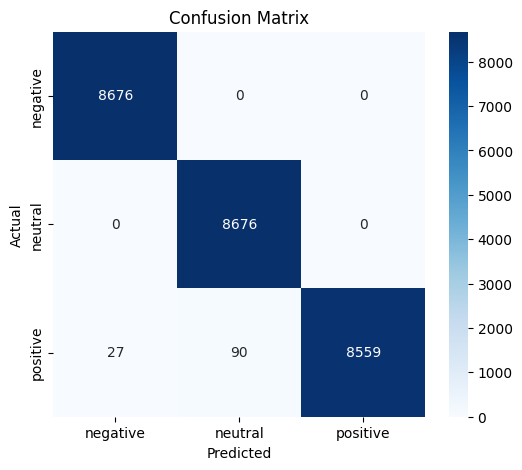 Confusion Matrix
negative
neutral
positive
Actual
8676 0 0
0 8676 0
27 90 8559
negative neutral positive
Predicted
8000
7000
6000
5000
4000
3000
2000
1000
0